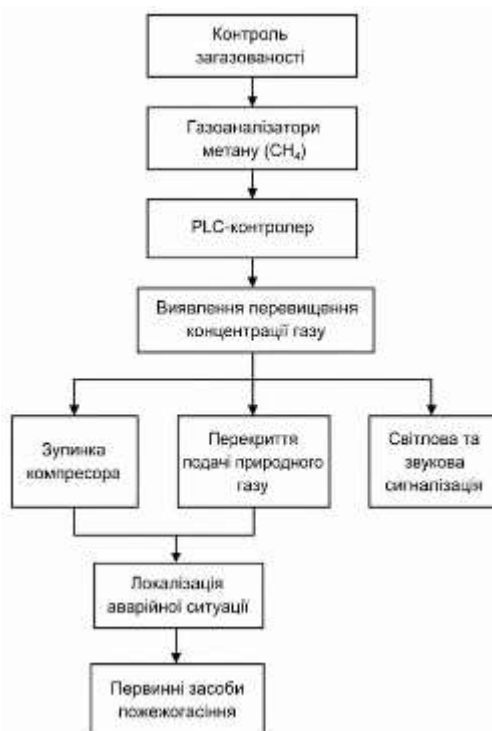 Контроль
загазованості
Газоаналізатори
метану (CH₄)
PLC-контролер
Виявлення перевищення
концентрації газу
Зупинка
компресора
Перекриття
подачі природного
газу
Світлова та
звукова
сигналізація
Локалізація
аварійної ситуації
Первинні засоби
пожежогасіння